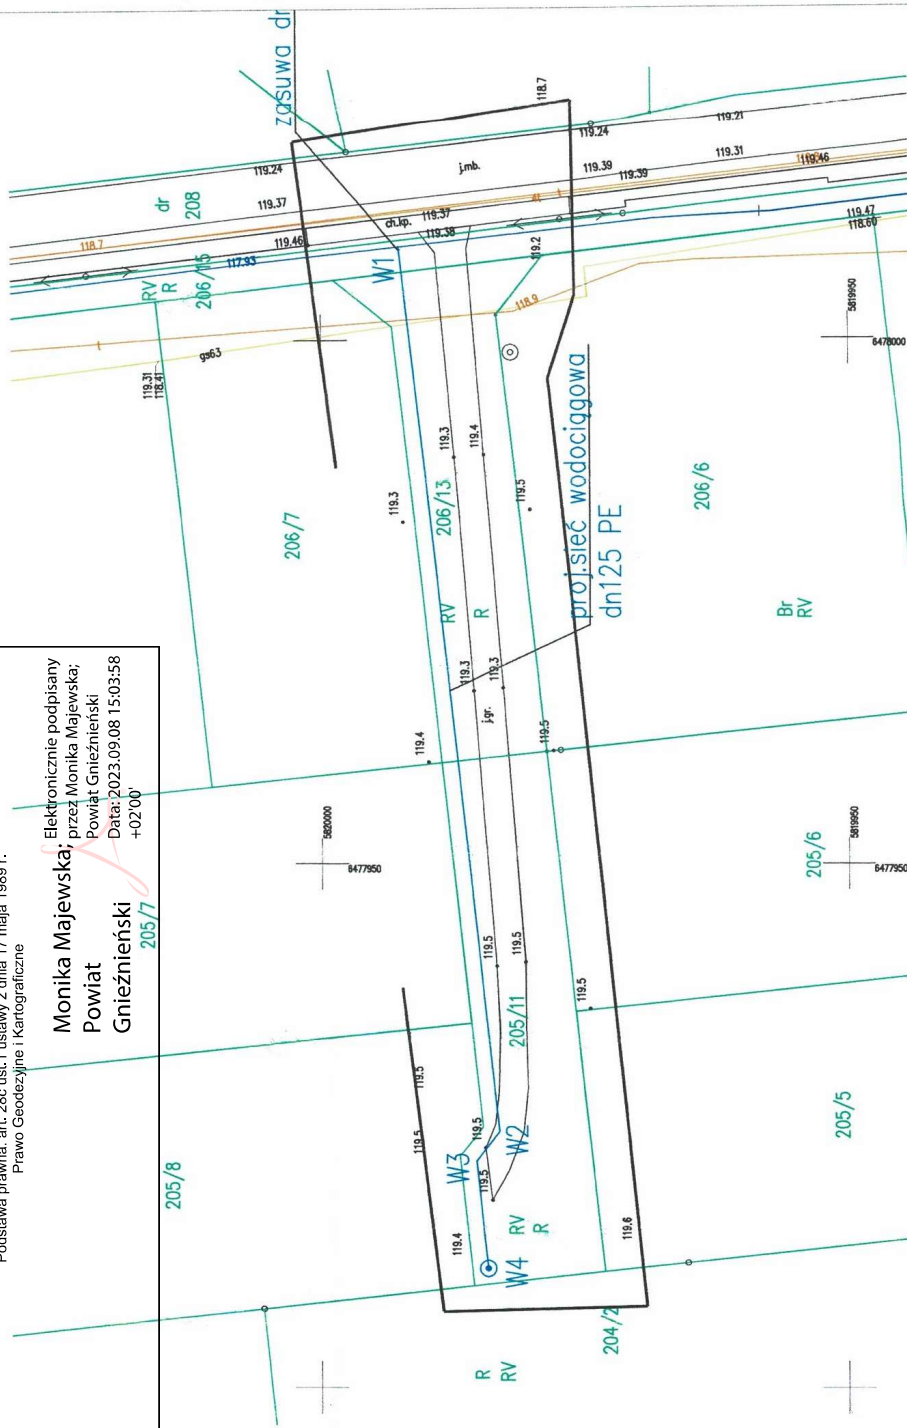 Podstawa prawna: art. 28c ust. 1 ustawy z dnia 17 maja 1989 r.
Prawo Geodezyjne i Kartograficzne
Monika Majewska;
Powiat
Gnieźnieński
Elektronicznie podpisany
przez Monika Majewska;
Powiat Gnieźnieński
Data: 2023.09.08 15:03:58
+02'00'
zasuwa dr
118.7
119.24
119.21
119.24
j.mb.
119.39
119.31
119.39
119.46
dr
208
119.37
4t
t
ch.kp.
119.37
119.38
118.7
119.46
119.47
118.60
117.93
206/15
RV
R
W1
119.2
118.9
t
gs63
119.31
118.41
5819950
6478000
119.3
119.4
proj.sieć wodociągowa
dn125 PE
119.3
206/13
119.5
206/7
206/6
RV
R
Br
RV
119.3
119.3
j.gr.
119.4
119.5
5820000
6477950
205/6
5819950
6477950
205/7
119.5
119.5
205/11
119.5
119.5
119.5
119.5
W2
W3
119.5
205/8
205/5
119.4
RV
R
119.6
W4
204/2
R
RV